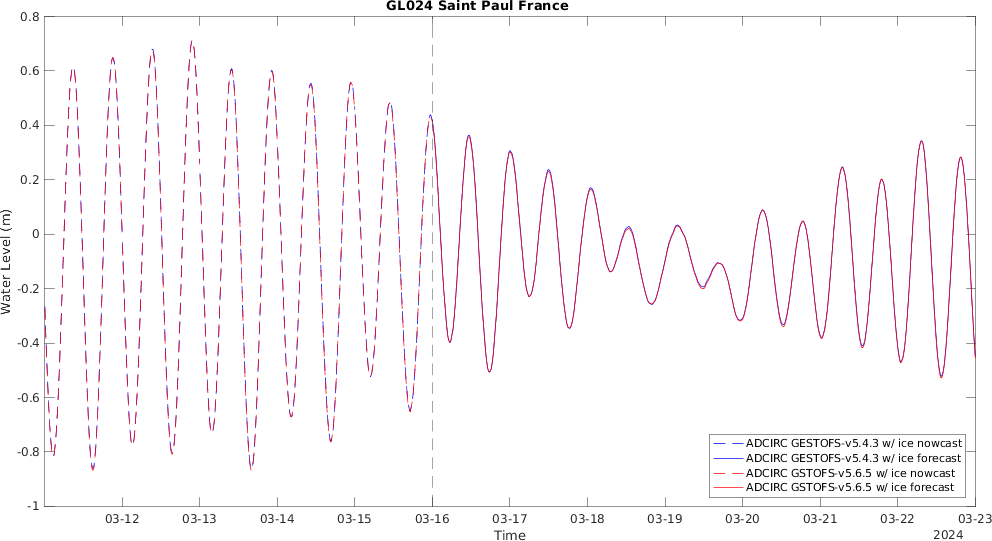 GL024 Saint Paul France
0.8
0.6
0.4
0.2
0
-0.2
-0.4
-0.6
-0.8
-1
Water Level (m)
ADCIRC GESTOFS-v5.4.3 w/ ice nowcast
ADCIRC GESTOFS-v5.4.3 w/ ice forecast
ADCIRC GSTOFS-v5.6.5 w/ ice nowcast
ADCIRC GSTOFS-v5.6.5 w/ ice forecast
03-12 03-13 03-14 03-15 03-16 03-17 03-18 03-19 03-20 03-21 03-22 03-23
Time
2024